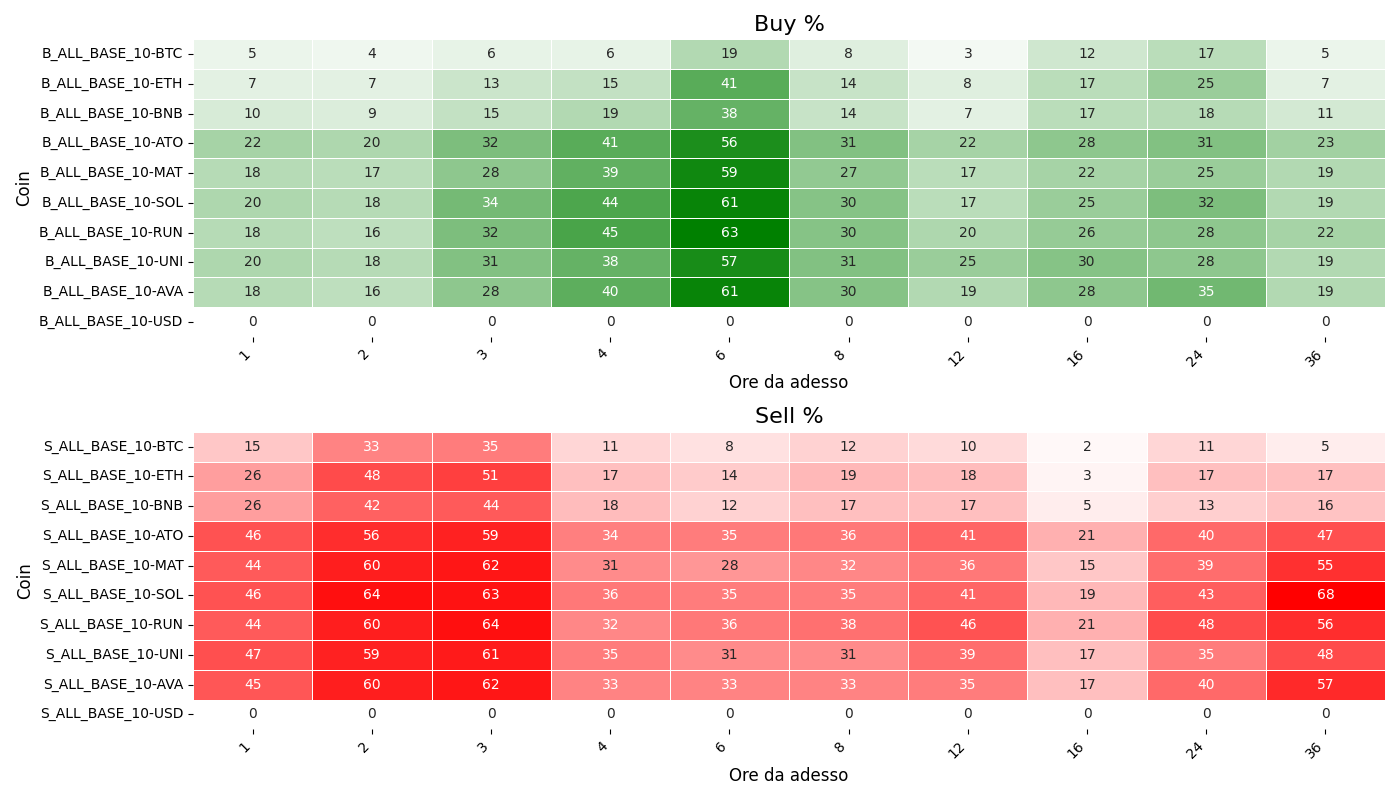 Buy %
Coin
B_ALL_BASE_10-BTC 5 4 6 6 19 8 3 12 17 5
B_ALL_BASE_10-ETH 7 7 13 15 41 14 8 17 25 7
B_ALL_BASE_10-BNB 10 9 15 19 38 14 7 17 18 11
B_ALL_BASE_10-ATO 22 20 32 41 56 31 22 28 31 23
B_ALL_BASE_10-MAT 18 17 28 39 59 27 17 22 25 19
B_ALL_BASE_10-SOL 20 18 34 44 61 30 17 25 32 19
B_ALL_BASE_10-RUN 18 16 32 45 63 30 20 26 28 22
B_ALL_BASE_10-UNI 20 18 31 38 57 31 25 30 28 19
B_ALL_BASE_10-AVA 18 16 28 40 61 30 19 28 35 19
B_ALL_BASE_10-USD 0 0 0 0 0 0 0 0 0 0
1 2 3 4 6 8 12 16 24 36
Ore da adesso
Sell %
Coin
S_ALL_BASE_10-BTC 15 33 35 11 8 12 10 2 11 5
S_ALL_BASE_10-ETH 26 48 51 17 14 19 18 3 17 17
S_ALL_BASE_10-BNB 26 42 44 18 12 17 17 5 13 16
S_ALL_BASE_10-ATO 46 56 59 34 35 36 41 21 40 47
S_ALL_BASE_10-MAT 44 60 62 31 28 32 36 15 39 55
S_ALL_BASE_10-SOL 46 64 63 36 35 35 41 19 43 68
S_ALL_BASE_10-RUN 44 60 64 32 36 38 46 21 48 56
S_ALL_BASE_10-UNI 47 59 61 35 31 31 39 17 35 48
S_ALL_BASE_10-AVA 45 60 62 33 33 33 35 17 40 57
S_ALL_BASE_10-USD 0 0 0 0 0 0 0 0 0 0
1 2 3 4 6 8 12 16 24 36
Ore da adesso